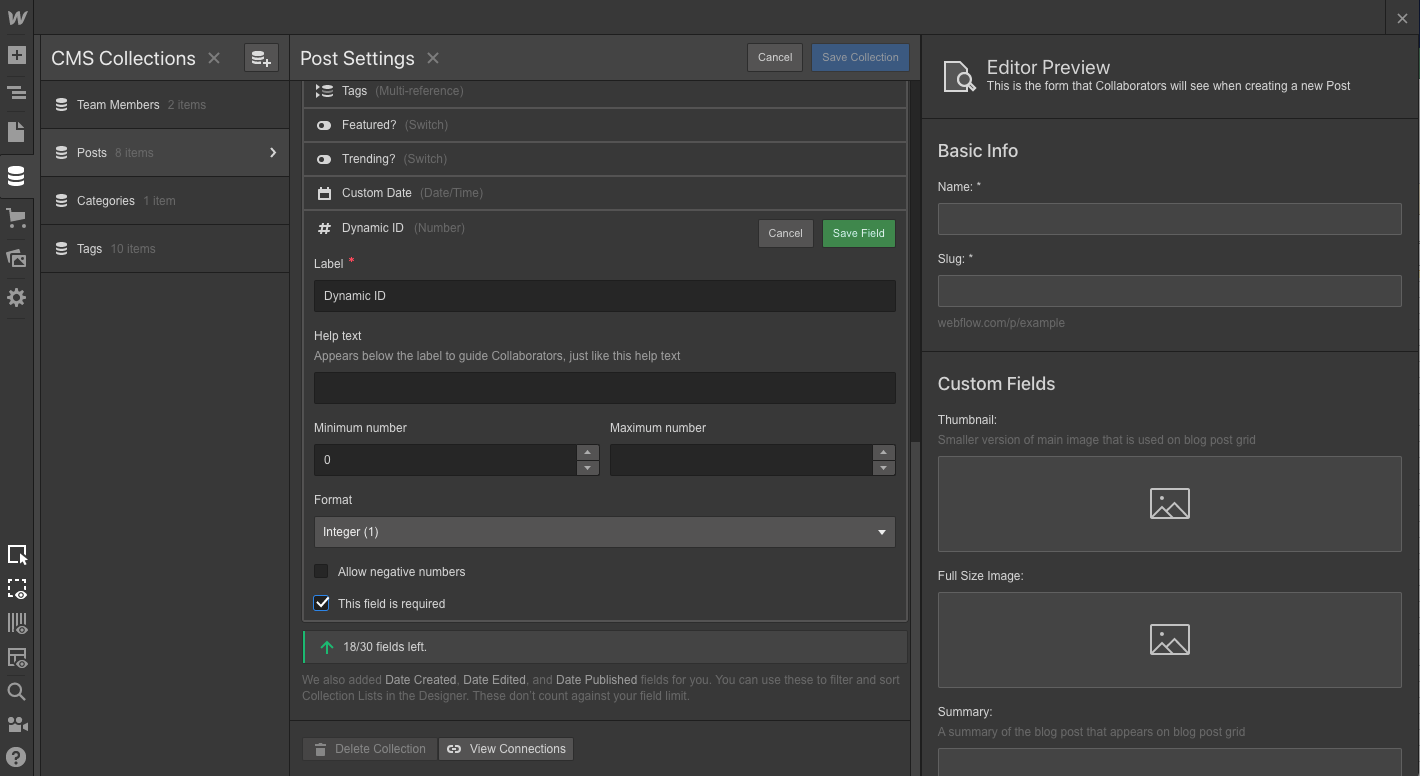 CMS Collections
Team Members 2 items
Posts 8 items
Categories 1 item
Tags 10 items
Post Settings
Cancel
Save Collection
Tags (Multi-reference)
Featured? (Switch)
Trending? (Switch)
Custom Date (Date/Time)
Dynamic ID (Number)
Cancel
Save Field
Label *
Dynamic ID
Help text
Appears below the label to guide Collaborators, just like this help text
Minimum number
Maximum number
0
Format
Integer (1)
Allow negative numbers
This field is required
18/30 fields left.
We also added Date Created, Date Edited, and Date Published fields for you. You can use these to filter and sort
Collection Lists in the Designer. These don't count against your field limit.
Delete Collection
View Connections
Editor Preview
This is the form that Collaborators will see when creating a new Post
Basic Info
Name: *
Slug: *
webflow.com/p/example
Custom Fields
Thumbnail:
Smaller version of main image that is used on blog post grid
Full Size Image:
Summary:
A summary of the blog post that appears on blog post grid